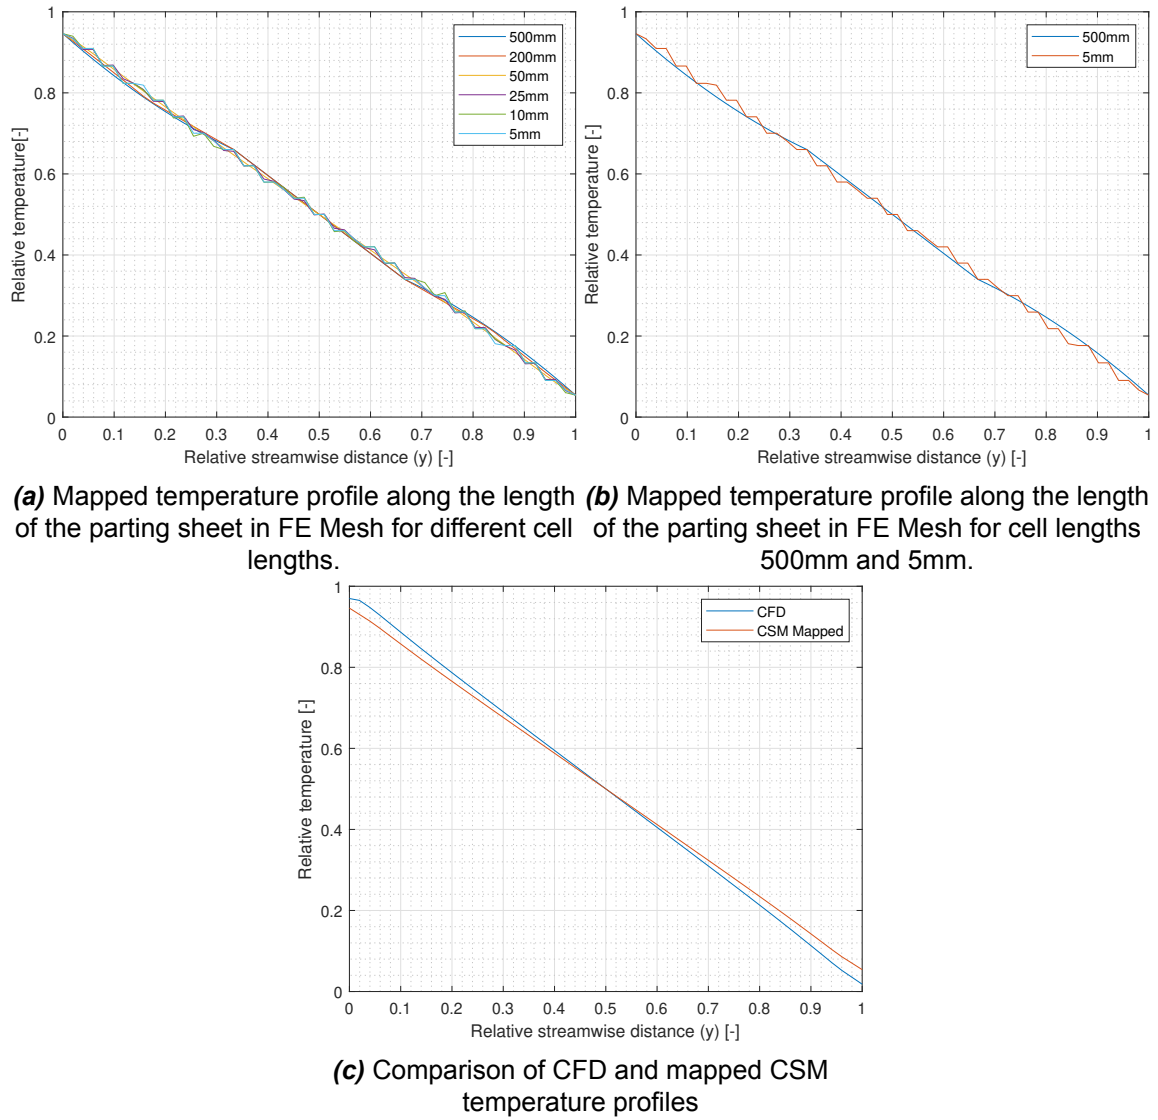 1
0.8
0.6
0.4
0.2
0
0
0.1
0.2
0.3
0.4
0.5
0.6
0.7
0.8
0.9
1
Relative temperature[-]
Relative streamwise distance (y) [-]
500mm
200mm
50mm
25mm
10mm
5mm
1
0.8
0.6
0.4
0.2
0
0
0.1
0.2
0.3
0.4
0.5
0.6
0.7
0.8
0.9
1
Relative temperature [-]
Relative streamwise distance (y) [-]
500mm
5mm
(a) Mapped temperature profile along the length
of the parting sheet in FE Mesh for different cell
lengths.
(b) Mapped temperature profile along the length
of the parting sheet in FE Mesh for cell lengths
500mm and 5mm.
1
0.8
0.6
0.4
0.2
0
0
0.1
0.2
0.3
0.4
0.5
0.6
0.7
0.8
0.9
1
Relative temperature [-]
Relative streamwise distance (y) [-]
CFD
CSM Mapped
(c) Comparison of CFD and mapped CSM
temperature profiles